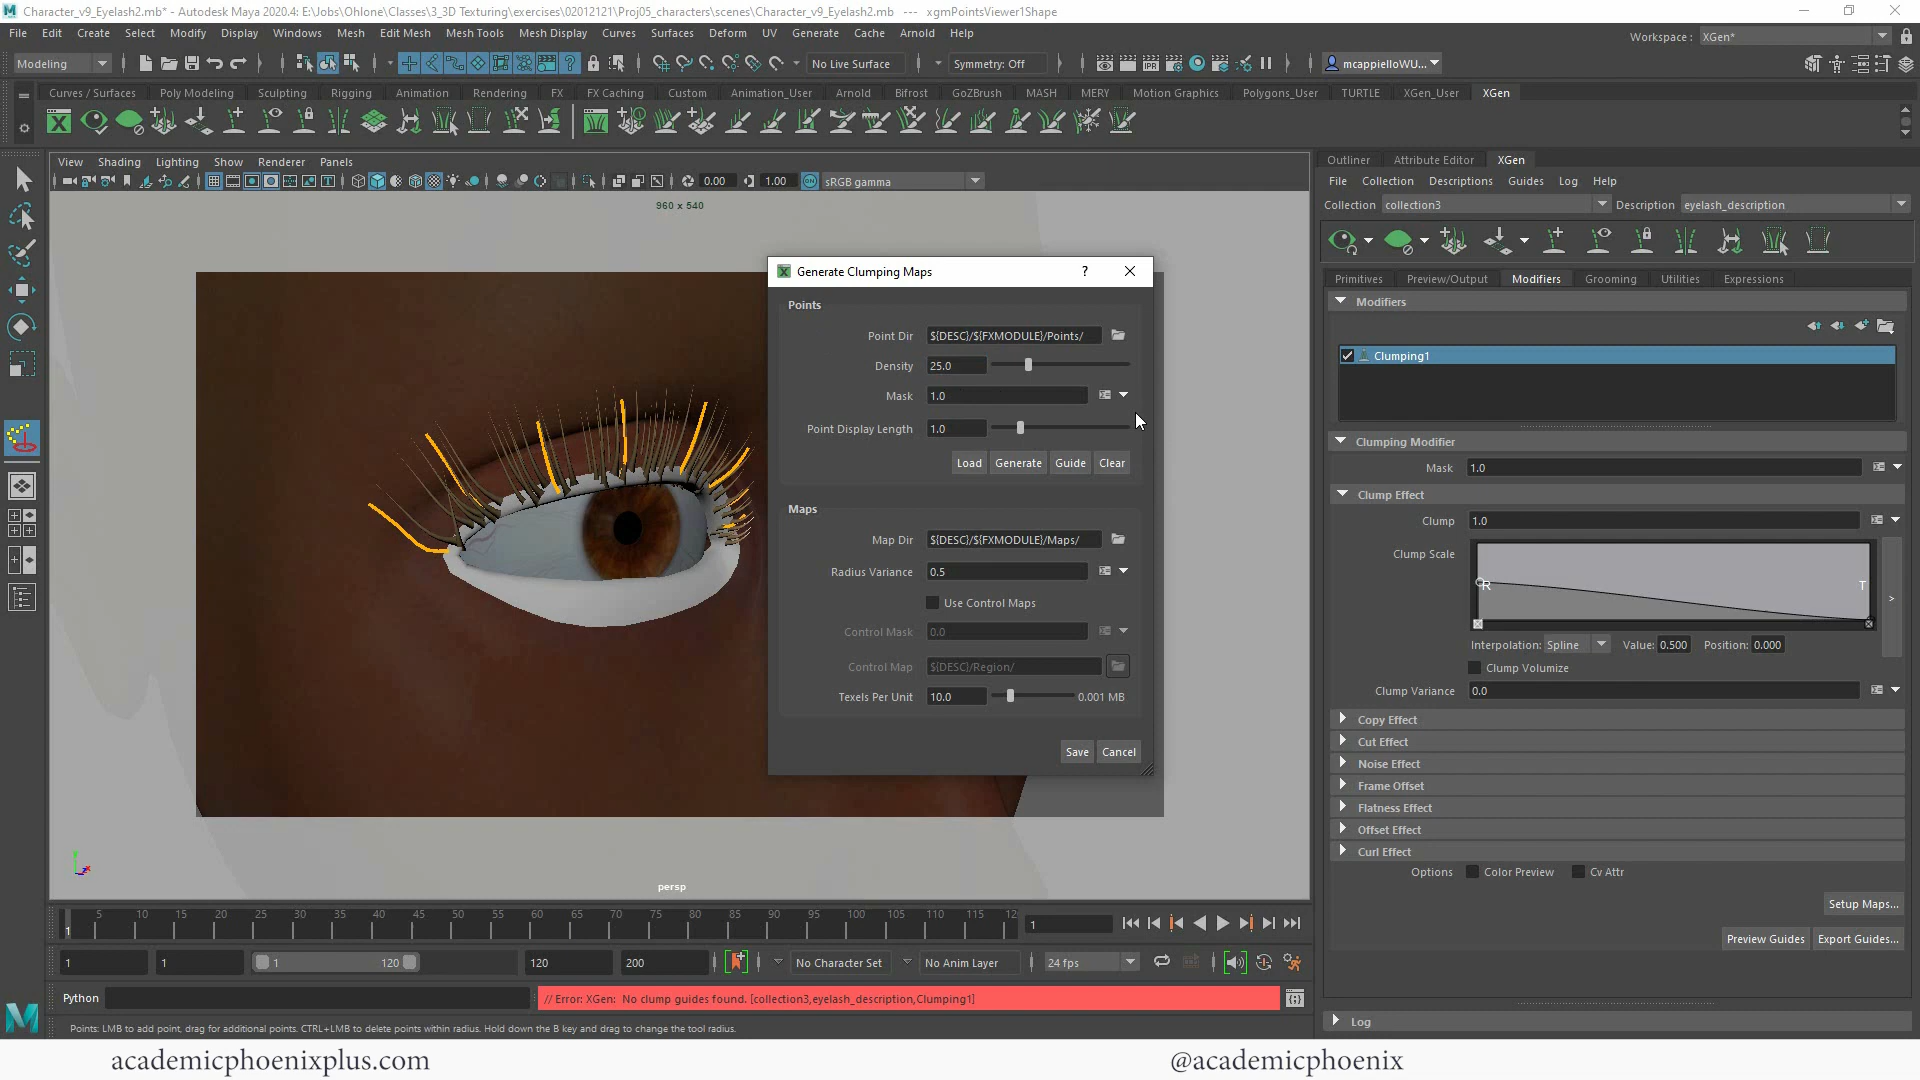 Character_v9_Eyelash2.mb* - Autodesk Maya 2020.4: E:\Jobs\Ohlone\Classes\3_3D Texturing\exercises\02012121\Proj05_characters\scenes\Character_v9_Eyelash2.mb --- xgmPointsViewer1Shape
File Edit Create Select Modify Display Windows Mesh Edit Mesh Mesh Tools Mesh Display Curves Surfaces Deform UV Generate Cache Arnold Help
Workspace : XGen*
Modeling No Live Surface Symmetry: Off mcappielloWU...
Curves / Surfaces Poly Modeling Sculpting Rigging Animation Rendering FX FX Caching Custom Animation_User Arnold Bifrost GoZBrush MASH MERY Motion Graphics Polygons_User TURTLE XGen_User XGen
View Shading Lighting Show Renderer Panels
0.00 1.00 ON sRGB gamma
960 x 540
Generate Clumping Maps ?
Points
Point Dir ${DESC}/${FXMODULE}/Points/
Density 25.0
Mask 1.0
Point Display Length 1.0
Load Generate Guide Clear
Maps
Map Dir ${DESC}/${FXMODULE}/Maps/
Radius Variance 0.5
Use Control Maps
Control Mask 0.0
Control Map ${DESC}/Region/
Texels Per Unit 10.0 0.001 MB
Save Cancel
persp
Outliner Attribute Editor XGen
File Collection Descriptions Guides Log Help
Collection collection3 Description eyelash_description
Primitives Preview/Output Modifiers Grooming Utilities Expressions
Modifiers
Clumping1
Clumping Modifier
Mask 1.0
Clump Effect
Clump 1.0
Clump Scale R T >
Interpolation: Spline Value: 0.500 Position: 0.000
Clump Volumize
Clump Variance 0.0
Copy Effect
Cut Effect
Noise Effect
Frame Offset
Flatness Effect
Offset Effect
Curl Effect
Options Color Preview Cv Attr
Setup Maps...
Preview Guides Export Guides...
Log
5 10 15 20 25 30 35 40 45 50 55 60 65 70 75 80 85 90 95 100 105 110 115 12
1 1
1 1 1 120 120 200 No Character Set No Anim Layer 24 fps
Python // Error: XGen: No clump guides found. [collection3,eyelash_description,Clumping1]
Points: LMB to add point, drag for additional points. CTRL+LMB to delete points within radius. Hold down the B key and drag to change the tool radius.
academicphoenixplus.com @academicphoenix